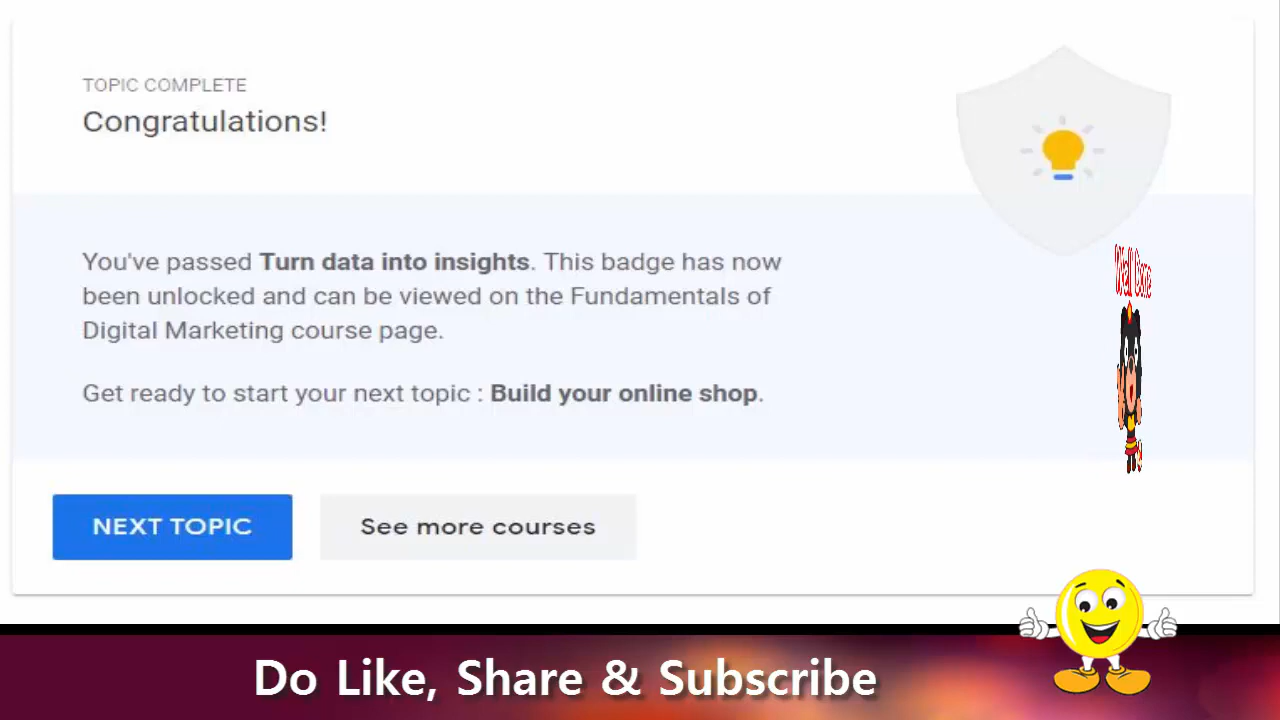 TOPIC COMPLETE
Congratulations!
You've passed Turn data into insights. This badge has now
been unlocked and can be viewed on the Fundamentals of
Digital Marketing course page.
Get ready to start your next topic : Build your online shop.
Well Done
NEXT TOPIC
See more courses
Do Like, Share & Subscribe